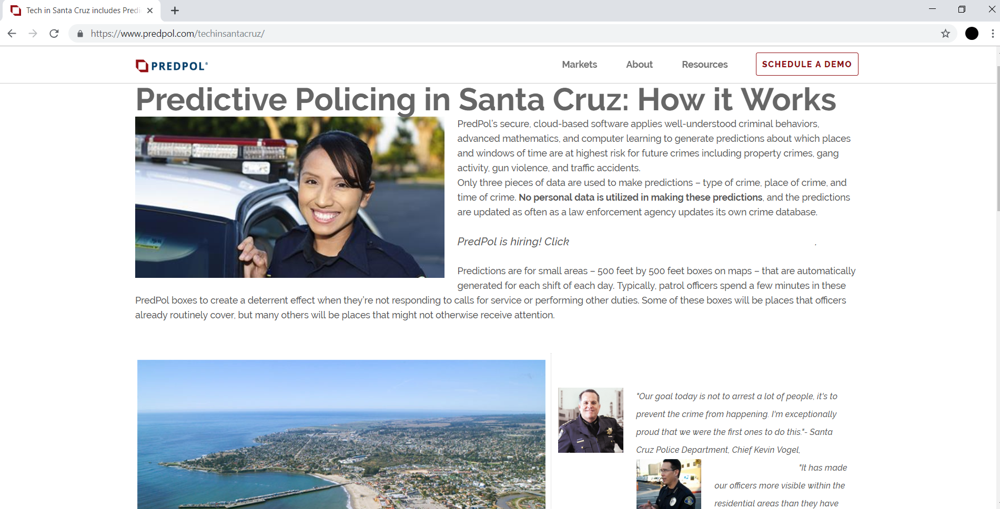 Tech in Santa Cruz includes Predi
https://www.predpol.com/techinsantacruz/
PREDPOL®
Markets
About
Resources
SCHEDULE A DEMO
Predictive Policing in Santa Cruz: How it Works
PredPol's secure, cloud-based software applies well-understood criminal behaviors,
advanced mathematics, and computer learning to generate predictions about which places
and windows of time are at highest risk for future crimes including property crimes, gang
activity, gun violence, and traffic accidents.
Only three pieces of data are used to make predictions – type of crime, place of crime, and
time of crime. No personal data is utilized in making these predictions, and the predictions
are updated as often as a law enforcement agency updates its own crime database.
PredPol is hiring! Click .
Predictions are for small areas – 500 feet by 500 feet boxes on maps – that are automatically
generated for each shift of each day. Typically, patrol officers spend a few minutes in these
PredPol boxes to create a deterrent effect when they're not responding to calls for service or performing other duties. Some of these boxes will be places that officers
already routinely cover, but many others will be places that might not otherwise receive attention.
"Our goal today is not to arrest a lot of people, it's to
prevent the crime from happening. I'm exceptionally
proud that we were the first ones to do this."- Santa
Cruz Police Department, Chief Kevin Vogel,
"It has made
our officers more visible within the
residential areas than they have